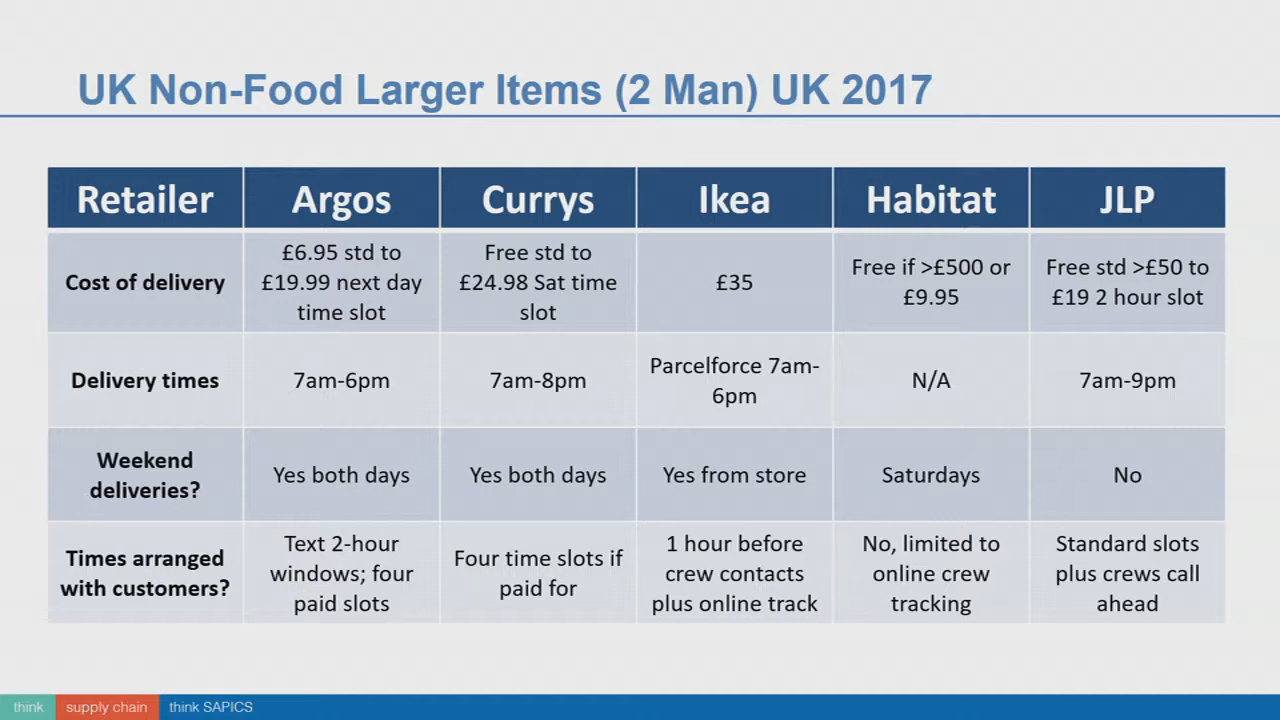 UK Non-Food Larger Items (2 Man) UK 2017
Retailer
Argos
Currys
Ikea
Habitat
JLP
Cost of delivery
£6.95 std to
£19.99 next day
time slot
Free std to
£24.98 Sat time
slot
£35
Free if >£500 or
£9.95
Free std >£50 to
£19 2 hour slot
Delivery times
7am-6pm
7am-8pm
Parcelforce 7am-
6pm
N/A
7am-9pm
Weekend
deliveries?
Yes both days
Yes both days
Yes from store
Saturdays
No
Times arranged
with customers?
Text 2-hour
windows; four
paid slots
Four time slots if
paid for
1 hour before
crew contacts
plus online track
No, limited to
online crew
tracking
Standard slots
plus crews call
ahead
think supply chain think SAPICS